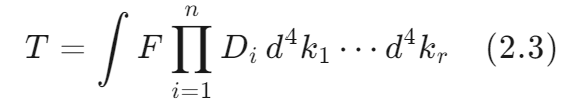 T = ∫ F ∏_{i=1}^{n} D_i d^4k_1 ⋯ d^4k_r (2.3)